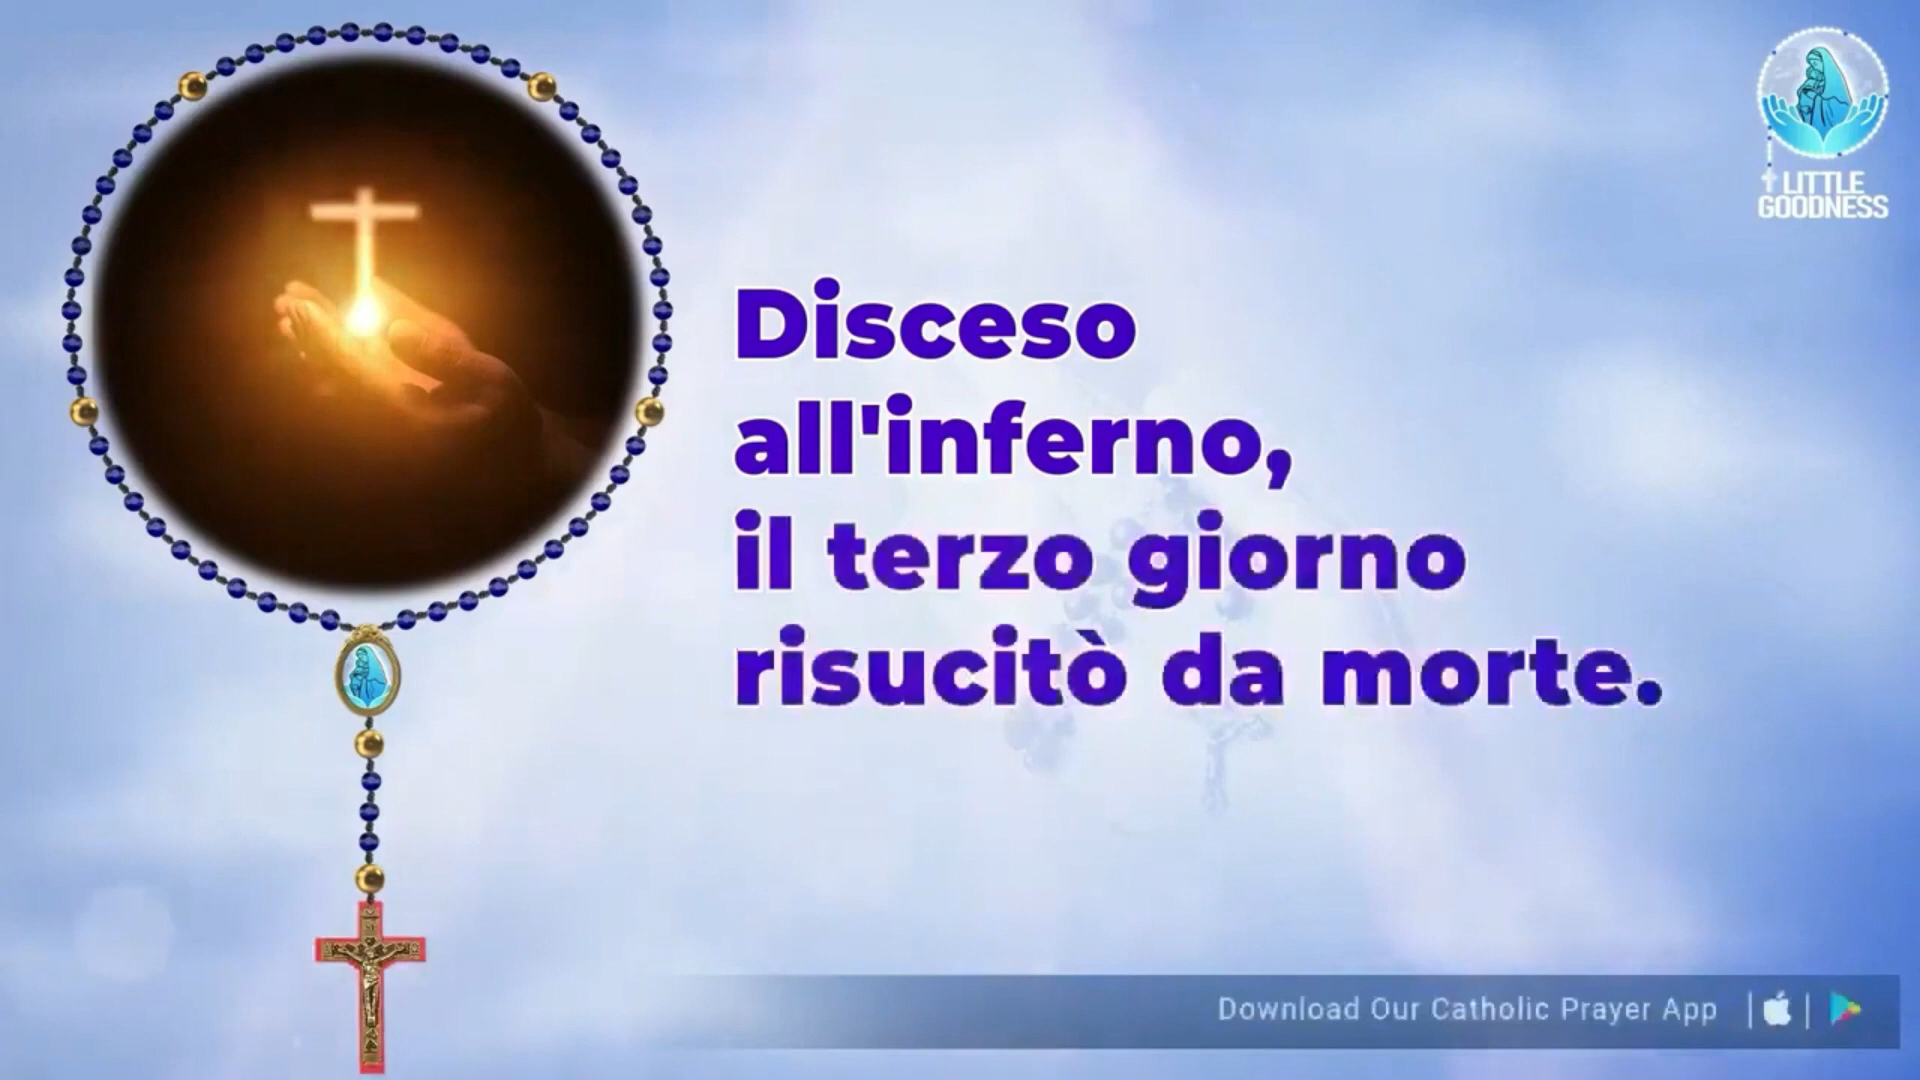 LITTLE
GOODNESS
Disceso
all'inferno,
il terzo giorno
risucitò da morte.
Download Our Catholic Prayer App